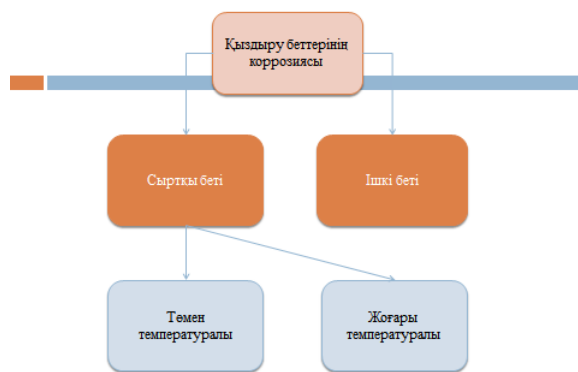 Қыздыру беттерінің
коррозиясы
Сыртқы беті
Ішкі беті
Төмен
температуралы
Жоғары
температуралы